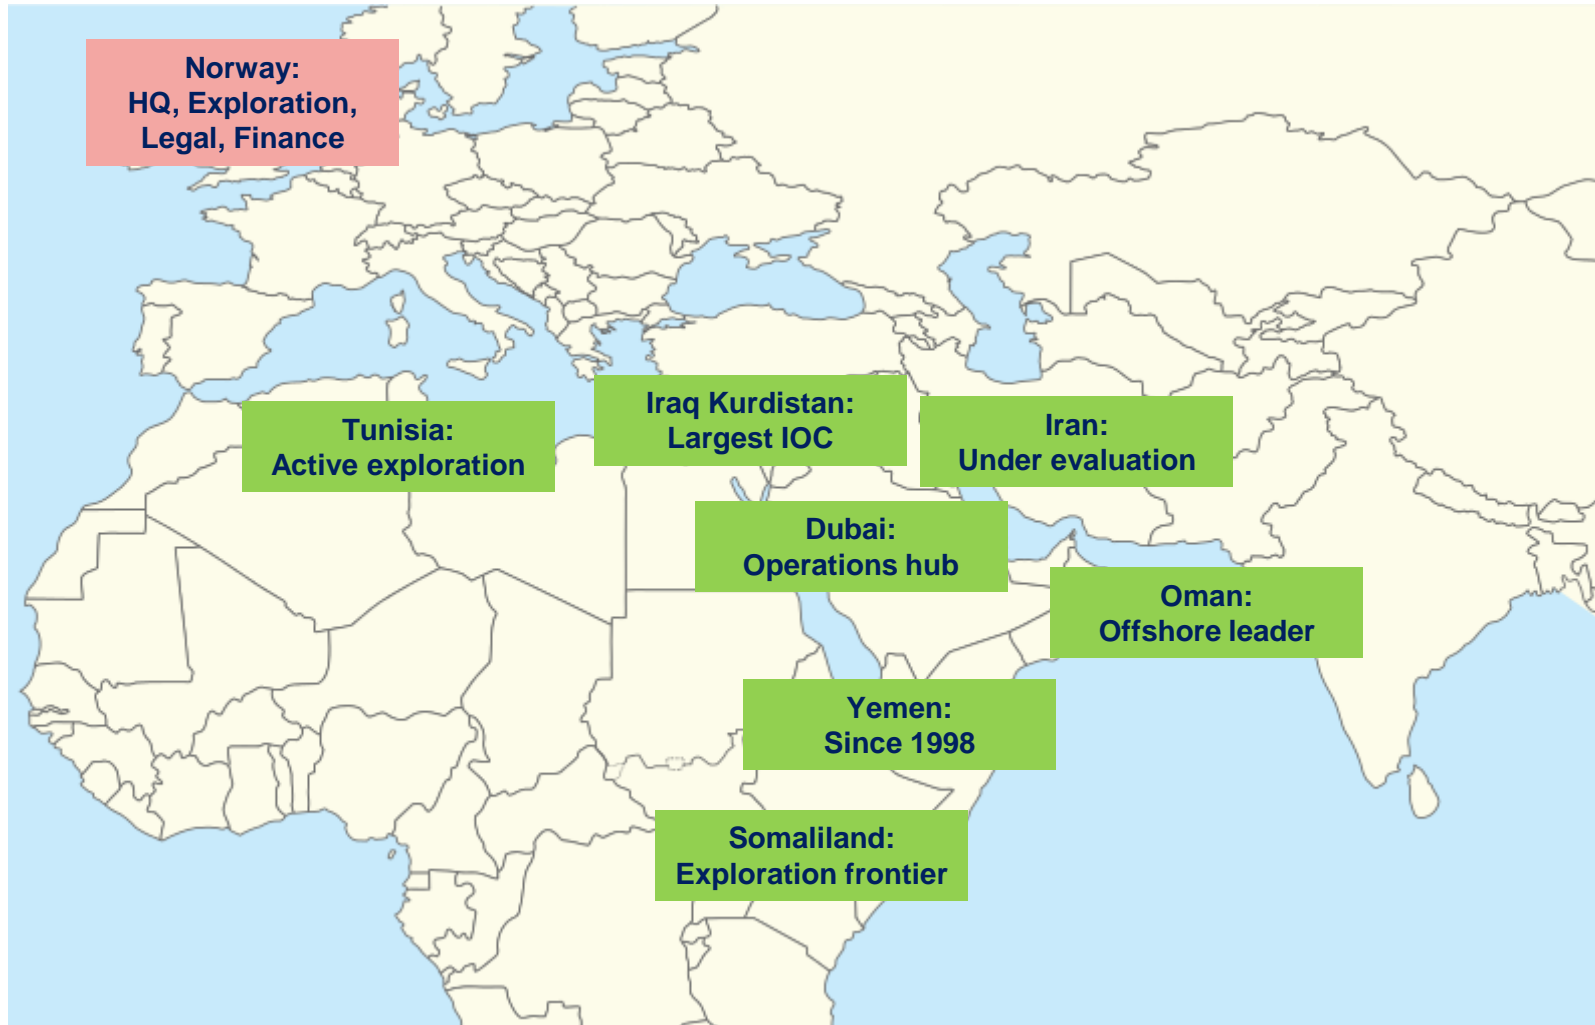 Norway:
HQ, Exploration,
Legal, Finance
Tunisia:
Active exploration
Iraq Kurdistan:
Largest IOC
Iran:
Under evaluation
Dubai:
Operations hub
Oman:
Offshore leader
Yemen:
Since 1998
Somaliland:
Exploration frontier